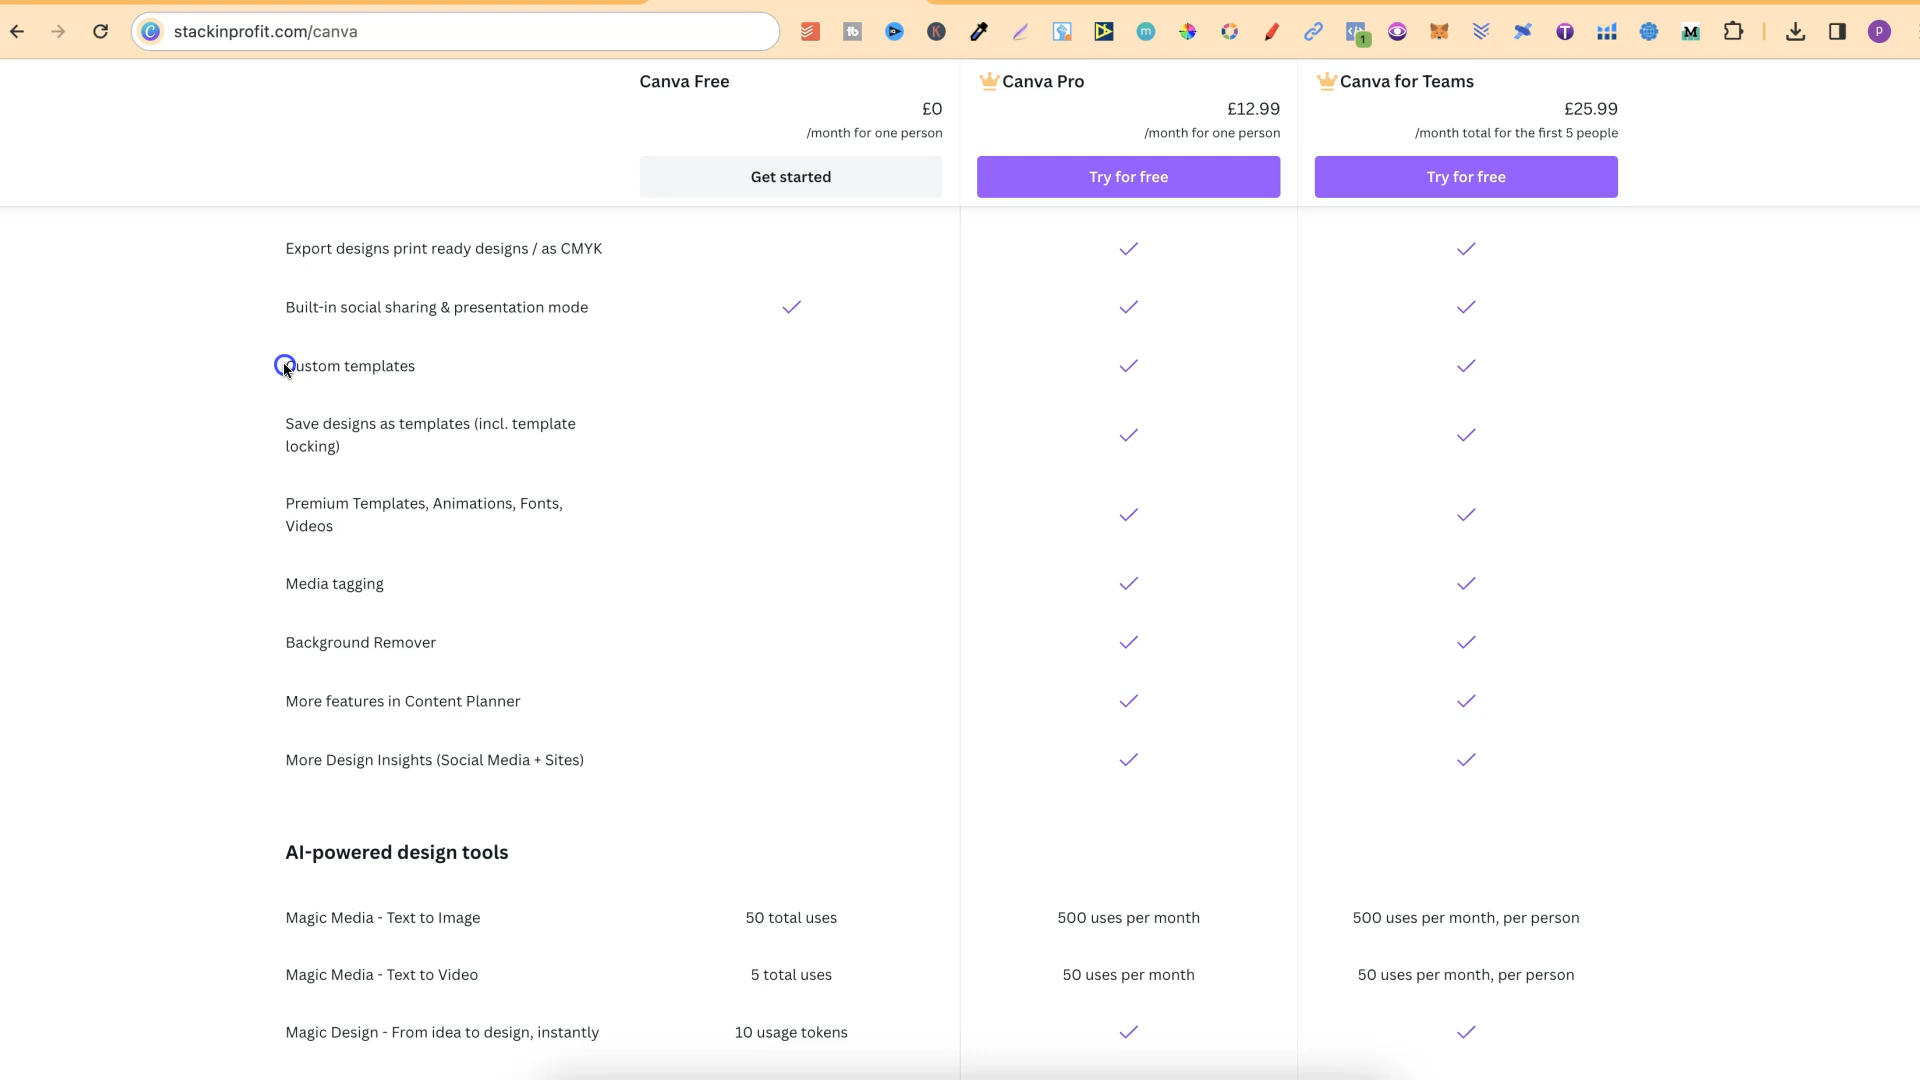 stackinprofit.com/canva
1
P
Canva Free
£0
/month for one person
Get started
Canva Pro
£12.99
/month for one person
Try for free
Canva for Teams
£25.99
/month total for the first 5 people
Try for free
Export designs print ready designs / as CMYK
Built-in social sharing & presentation mode
Custom templates
Save designs as templates (incl. template
locking)
Premium Templates, Animations, Fonts,
Videos
Media tagging
Background Remover
More features in Content Planner
More Design Insights (Social Media + Sites)
AI-powered design tools
Magic Media - Text to Image
50 total uses
500 uses per month
500 uses per month, per person
Magic Media - Text to Video
5 total uses
50 uses per month
50 uses per month, per person
Magic Design - From idea to design, instantly
10 usage tokens